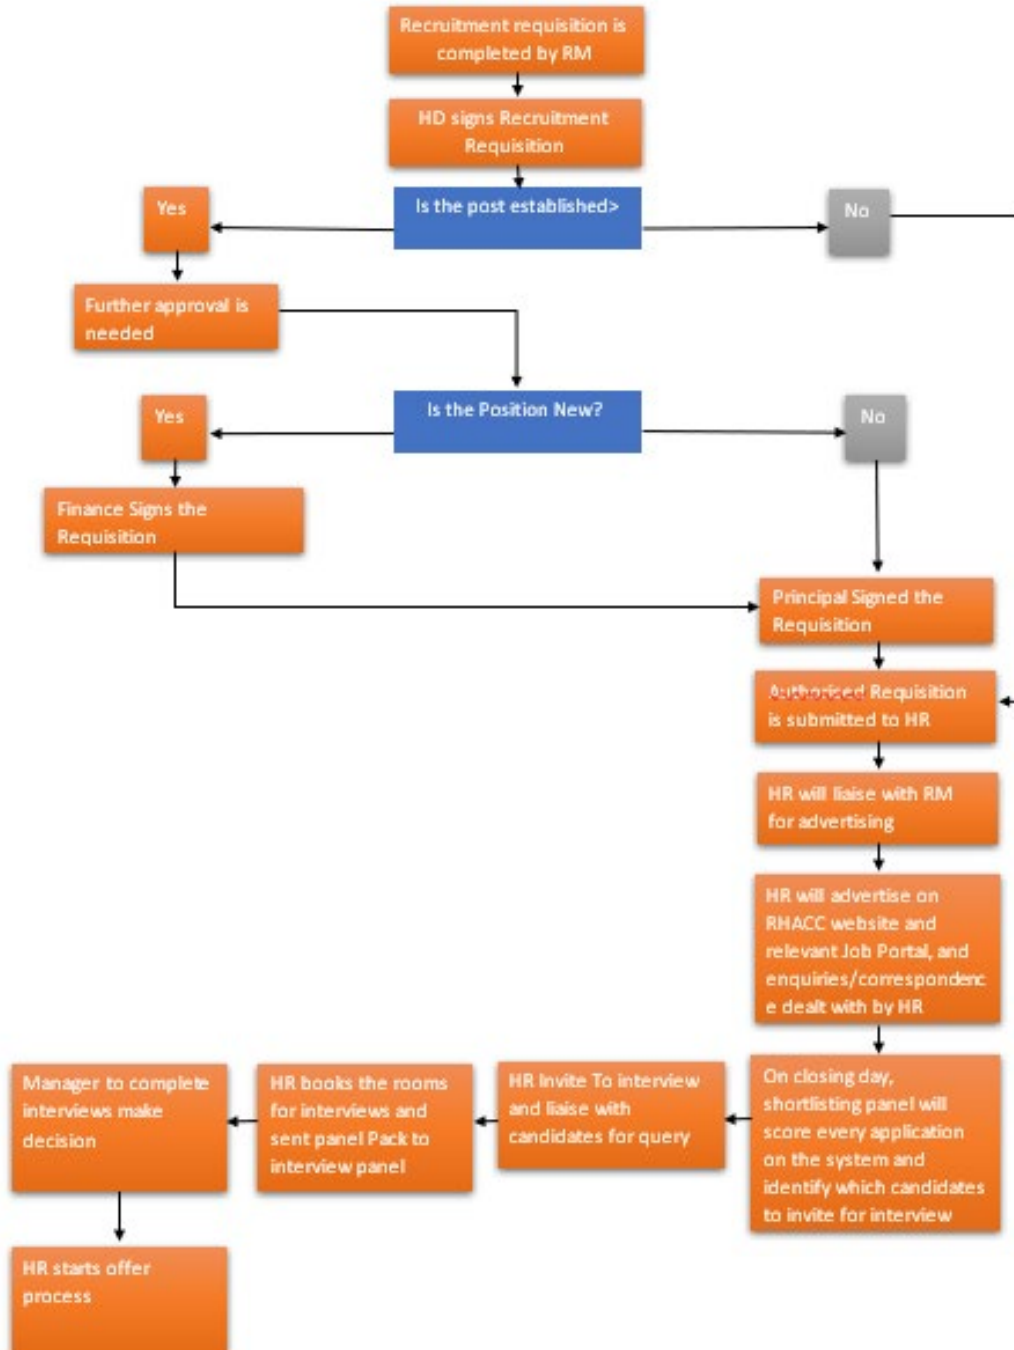 Recruitment requisition is
completed by RM
HD signs Recruitment
Requisition
Is the post established>
Yes
No
Further approval is
needed
Is the Position New?
Yes
No
Finance Signs the
Requisition
Principal Signed the
Requisition
Authorised Requisition
is submitted to HR
HR will liaise with RM
for advertising
HR will advertise on
RHACC website and
relevant Job Portal, and
enquiries/correspondenc
e dealt with by HR
On closing day,
shortlisting panel will
score every application
on the system and
identify which candidates
to invite for interview
HR Invite To interview
and liaise with
candidates for query
HR books the rooms
for interviews and
sent panel Pack to
interview panel
Manager to complete
interviews make
decision
HR starts offer
process